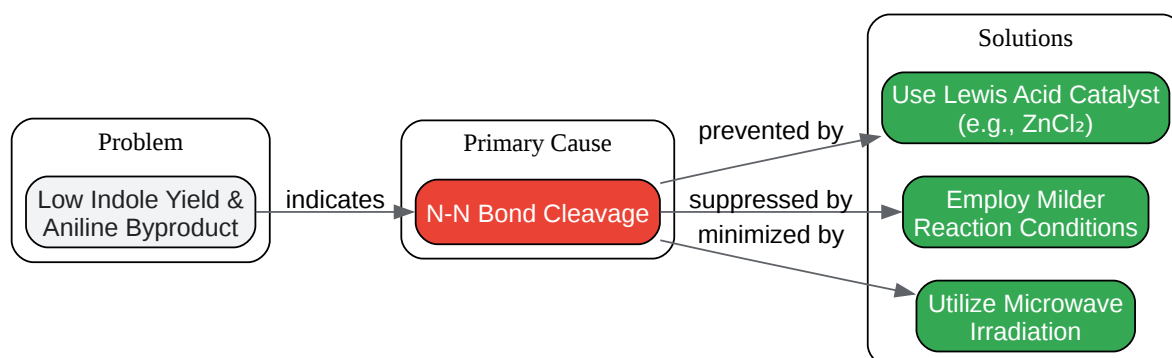 Problem
Low Indole Yield &
Aniline Byproduct
indicates
Primary Cause
N-N Bond Cleavage
prevented by
suppressed by
minimized by
Solutions
Use Lewis Acid Catalyst
(e.g., ZnCl₂)
Employ Milder
Reaction Conditions
Utilize Microwave
Irradiation